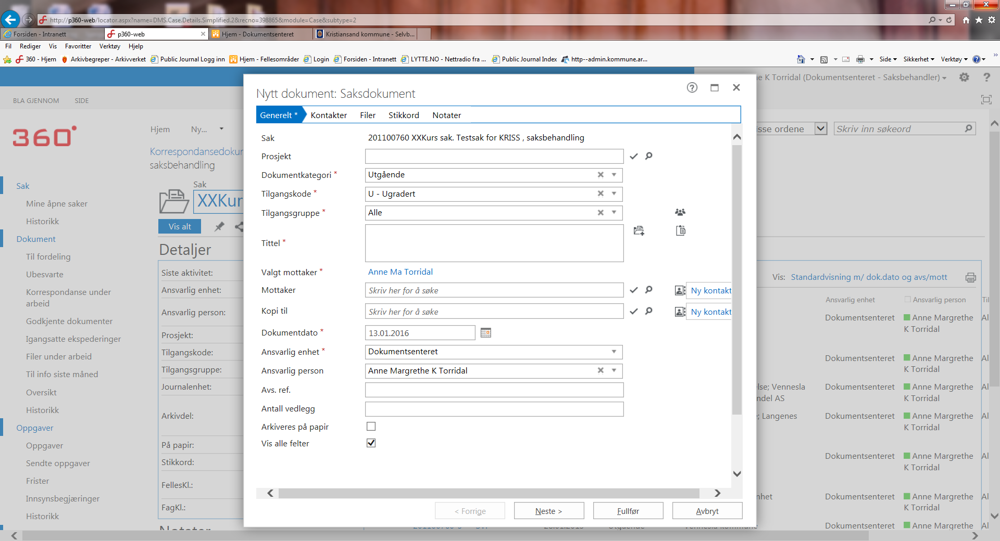 http://p360-web/locator.aspx?name=DMS.Case.Details.Simplified.2&recno=398865&module=Case&subtype=2
Forsiden - Intranett
p360-web
Hjem - Dokumentsenteret
Kristiansand kommune - Selvb...
Fil Rediger Vis Favoritter Verktøy Hjelp
360 - Hjem
Arkivbegreper - Arkivverket
Public Journal Logg inn
Hjem - Fellesområder
Login
Forsiden - Intranett
LYTTE.NO - Nettradio fra ...
Public Journal Index
http--admin.kommune.ar...
Side Sikkerhet Verktøy
e K Torridal (Dokumentsenteret - Saksbehandler)
BLA GJENNOM SIDE
360°
Hjem Ny...
isse ordene
Skriv inn søkeord
Korrespondansedokur
saksbehandling
Sak
XXKur
Vis alt
Sak
Mine åpne saker
Historikk
Dokument
Til fordeling
Ubesvarte
Korrespondanse under
arbeid
Godkjente dokumenter
Igangsatte ekspederinger
Filer under arbeid
Til info siste måned
Oversikt
Historikk
Oppgaver
Oppgaver
Sendte oppgaver
Frister
Innsynsbegjæringer
Historikk
Detaljer
Siste aktivitet:
Ansvarlig enhet:
Ansvarlig person:
Prosjekt:
Tilgangskode:
Tilgangsgruppe:
Journalenhet:
Arkivdel:
På papir:
Stikkord:
FellesKl.:
FagKl.:
Notater
Nytt dokument: Saksdokument
Generelt * Kontakter Filer Stikkord Notater
Sak 201100760 XXKurs sak. Testsak for KRISS , saksbehandling
Prosjekt
Dokumentkategori * Utgående
Tilgangskode * U - Ugradert
Tilgangsgruppe * Alle
Tittel *
Valgt mottaker * Anne Ma Torridal
Mottaker Skriv her for å søke Ny kontakt
Kopi til Skriv her for å søke Ny kontakt
Dokumentdato * 13.01.2016
Ansvarlig enhet * Dokumentsenteret
Ansvarlig person Anne Margrethe K Torridal
Avs. ref.
Antall vedlegg
Arkiveres på papir
Vis alle felter
< Forrige Neste > Fullfør Avbryt
Vis: Standardvisning m/ dok.dato og avs/mott
Ansvarlig enhet Ansvarlig person Til
Dokumentsenteret Anne Margrethe Al
K Torridal
Dokumentsenteret Anne Margrethe Al
K Torridal
lse; Vennesla Dokumentsenteret Anne Margrethe Al
ndel AS K Torridal
; Langenes Dokumentsenteret Anne Margrethe Al
K Torridal
Dokumentsenteret Anne Margrethe Al
K Torridal
nhet Dokumentsenteret Anne Margrethe Al
K Torridal
Dokumentsenteret Anne Margrethe Al